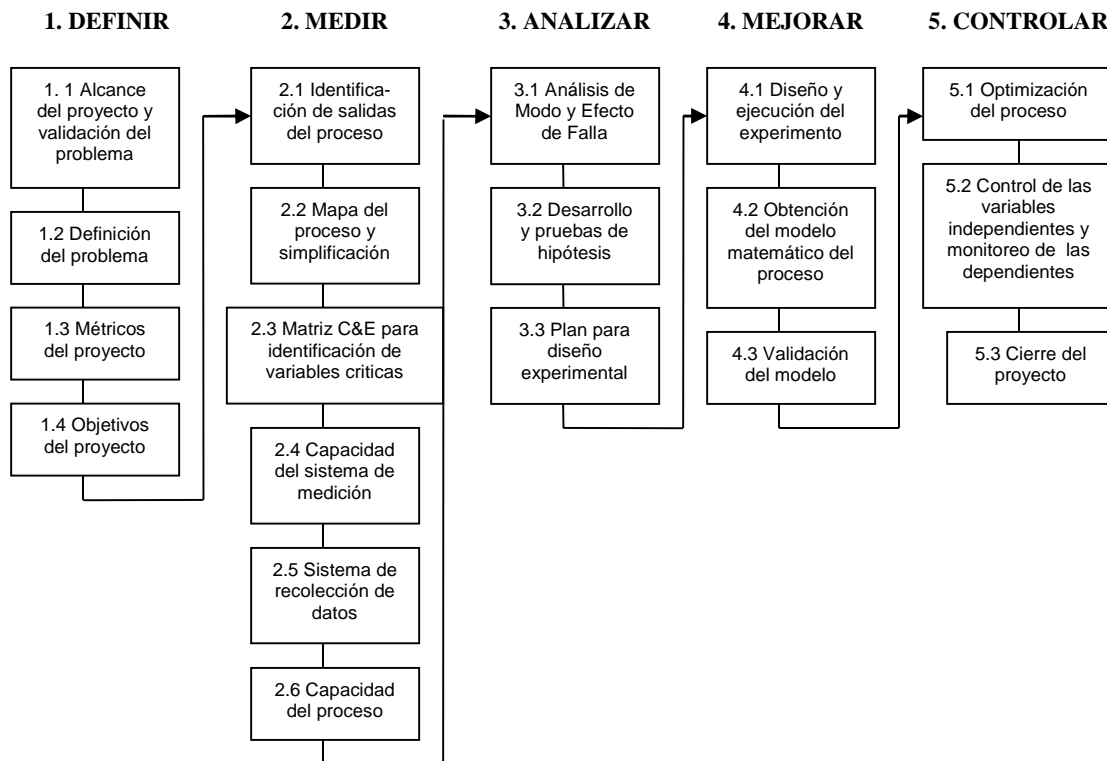 1. DEFINIR
2. MEDIR
3. ANALIZAR
4. MEJORAR
5. CONTROLAR
1. 1 Alcance
del proyecto y
validación del
problema
1.2 Definición
del problema
1.3 Métricos
del proyecto
1.4 Objetivos
del proyecto
2.1 Identifica-
ción de salidas
del proceso
2.2 Mapa del
proceso y
simplificación
2.3 Matriz C&E para
identificación de
variables criticas
2.4 Capacidad
del sistema de
medición
2.5 Sistema de
recolección de
datos
2.6 Capacidad
del proceso
3.1 Análisis de
Modo y Efecto
de Falla
3.2 Desarrollo
y pruebas de
hipótesis
3.3 Plan para
diseño
experimental
4.1 Diseño y
ejecución del
experimento
4.2 Obtención
del modelo
matemático del
proceso
4.3 Validación
del modelo
5.1 Optimización
del proceso
5.2 Control de las
variables
independientes y
monitoreo de  las
dependientes
5.3 Cierre del
proyecto